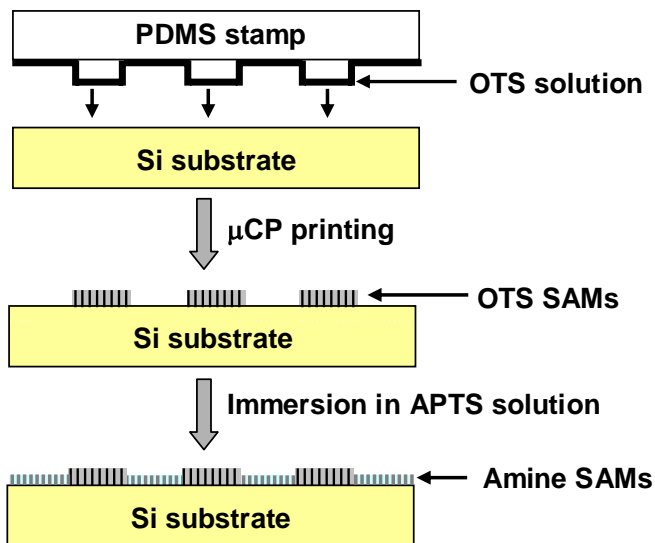 PDMS stamp
OTS solution
Si substrate
μCP printing
OTS SAMs
Si substrate
Immersion in APTS solution
Amine SAMs
Si substrate